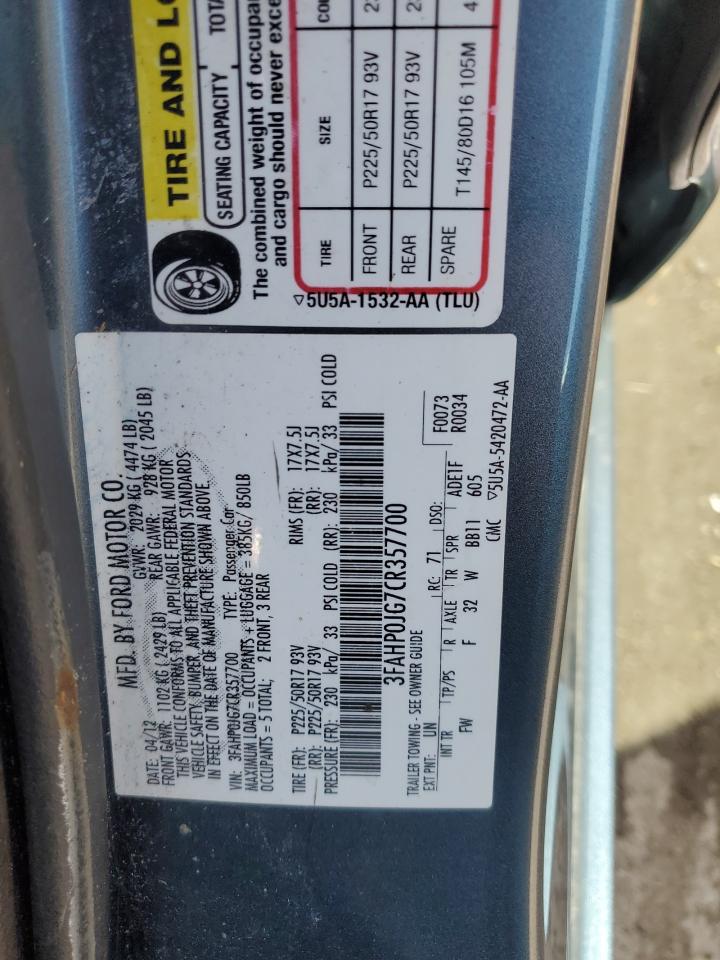 TIRE AND LO
SEATING CAPACITY TOTA
The combined weight of occupa
and cargo should never exce
TIRE SIZE CO
FRONT P225/50R17 93V 2
REAR P225/50R17 93V 2
SPARE T145/80D16 105M 4
▽5U5A-1532-AA (TLU)
MFD. BY FORD MOTOR CO.
DATE: 04/12 GVWR: 2029 KG ( 4474 LB)
FRONT GAWR: 1102 KG ( 2429 LB) REAR GAWR: 928 KG ( 2045 LB)
THIS VEHICLE CONFORMS TO ALL APPLICABLE FEDERAL MOTOR
VEHICLE SAFETY, BUMPER, AND THEFT PREVENTION STANDARDS
IN EFFECT ON THE DATE OF MANUFACTURE SHOWN ABOVE.
VIN: 3FAHP0JG7CR357700 TYPE: Passenger Car
MAXIMUM LOAD = OCCUPANTS + LUGGAGE = 385KG/ 850LB
OCCUPANTS = 5 TOTAL; 2 FRONT, 3 REAR
TIRE (FR): P225/50R17 93V RIMS (FR): 17X7.5J
(RR): P225/50R17 93V (RR): 17X7.5J
PRESSURE (FR): 230 kPa/ 33 PSI COLD (RR): 230 kPa/ 33 PSI COLD
3FAHP0JG7CR357700
TRAILER TOWING - SEE OWNER GUIDE
F0073
R0034
EXT PNT: UN RC: 71 DSO:
INT TR TP/PS R AXLE TR SPR ADE1F
FW F 32 W BB11 605
CMC ▽5U5A-5420472-AA